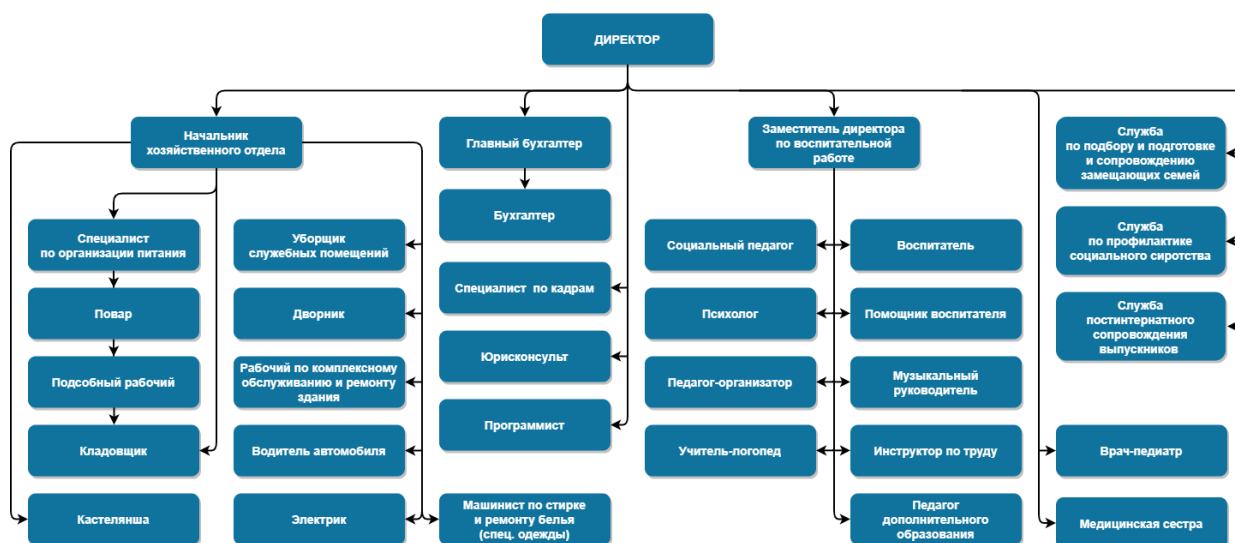 ДИРЕКТОР
Начальник
хозяйственного отдела
Главный бухгалтер
Заместитель директора
по воспитательной
работе
Служба
по подбору и подготовке
и сопровождению
замещающих семей
Специалист
по организации питания
Уборщик
служебных помещений
Бухгалтер
Социальный педагог
Воспитатель
Служба
по профилактике
социального сиротства
Повар
Дворник
Специалист по кадрам
Психолог
Помощник воспитателя
Служба
постинтернатного
сопровождения
выпускников
Подсобный рабочий
Рабочий по комплексному
обслуживанию и ремонту
здания
Юрисконсульт
Педагог-организатор
Музыкальный
руководитель
Программист
Кладовщик
Водитель автомобиля
Учитель-логопед
Инструктор по труду
Врач-педиатр
Кастелянша
Электрик
Машинист по стирке
и ремонту белья
(спец. одежды)
Педагог
дополнительного
образования
Медицинская сестра